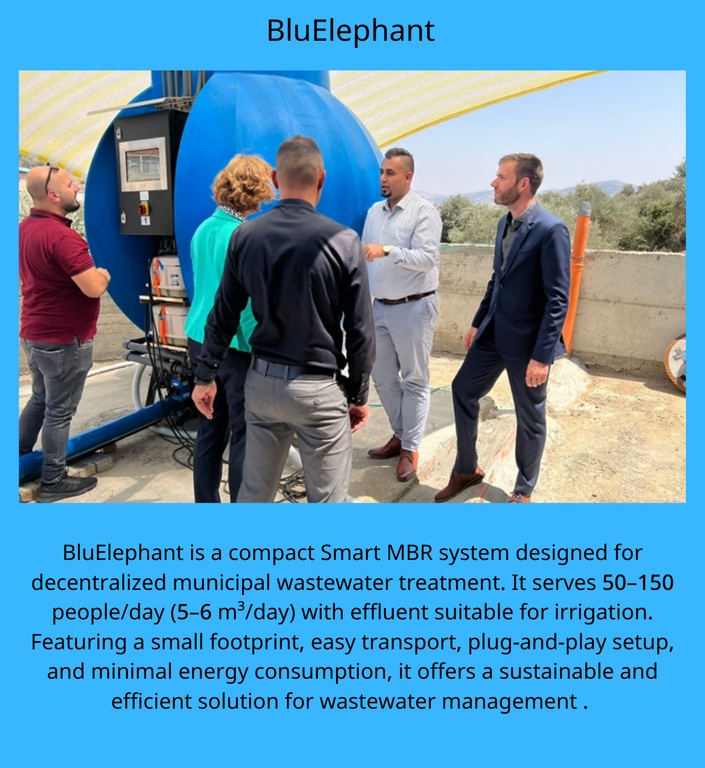 BluElephant
BluElephant is a compact Smart MBR system designed for
decentralized municipal wastewater treatment. It serves 50–150
people/day (5–6 m³/day) with effluent suitable for irrigation.
Featuring a small footprint, easy transport, plug-and-play setup,
and minimal energy consumption, it offers a sustainable and
efficient solution for wastewater management .